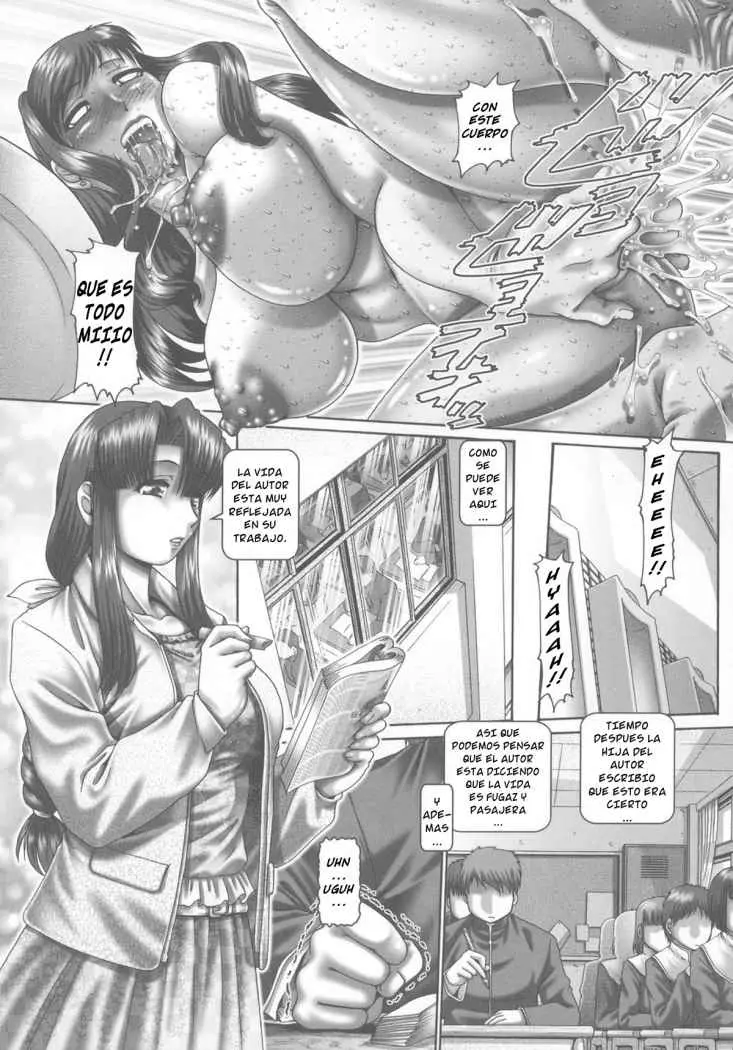 CON
ESTE
CUERPO
...
QUE ES
TODO
MIIIO
!!
EHEEEEE!!
HYAAAH!!
COMO
SE
PUEDE
VER
AQUI
...
LA VIDA
DEL AUTOR
ESTA MUY
REFLEJADA
EN SU
TRABAJO.
TIEMPO
DESPUES LA
HIJA DEL
AUTOR
ESCRIBIO
QUE ESTO ERA
CIERTO
...
ASI QUE
PODEMOS PENSAR
QUE EL AUTOR
ESTA DICIENDO
QUE LA VIDA
ES FUGAZ Y
PASAJERA
...
Y
ADE-
MAS
...
UHN
...
UGUH
...